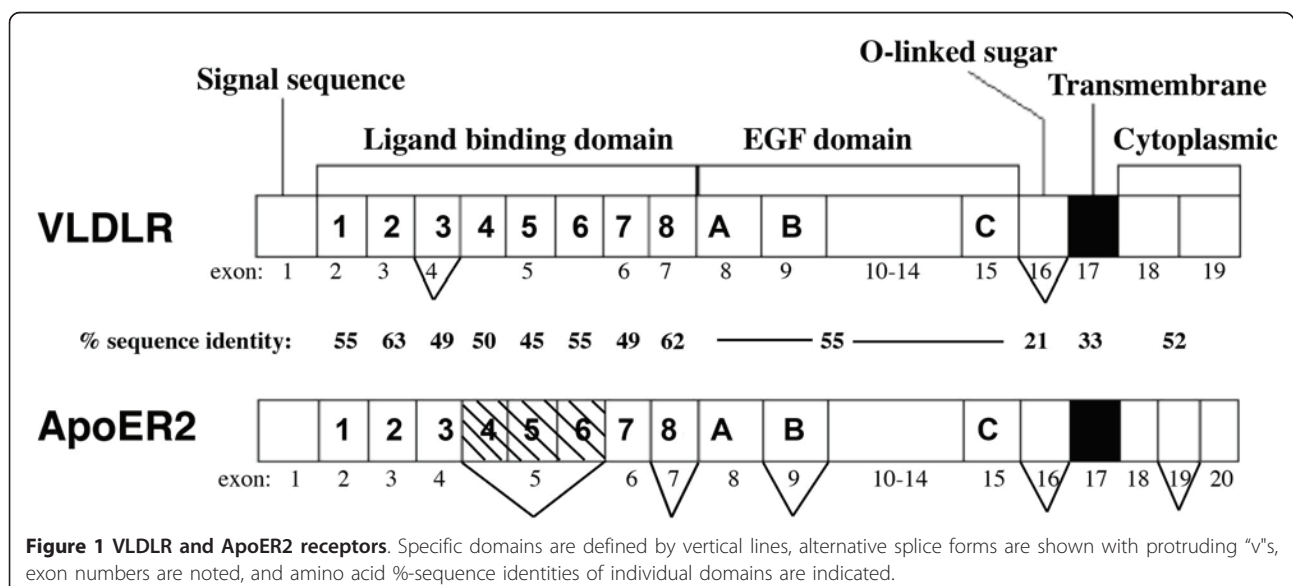 O-linked sugar
Signal sequence
Transmembrane
Ligand binding domain
EGF domain
Cytoplasmic
VLDLR
1 2 3 4 5 6 7 8 A B C
exon: 1 2 3 4 5 6 7 8 9 10-14 15 16 17 18 19
% sequence identity: 55 63 49 50 45 55 49 62 55 21 33 52
ApoER2
1 2 3 4 5 6 7 8 A B C
exon: 1 2 3 4 5 6 7 8 9 10-14 15 16 17 18 19 20
Figure 1 VLDLR and ApoER2 receptors. Specific domains are defined by vertical lines, alternative splice forms are shown with protruding “v”s,
exon numbers are noted, and amino acid %-sequence identities of individual domains are indicated.